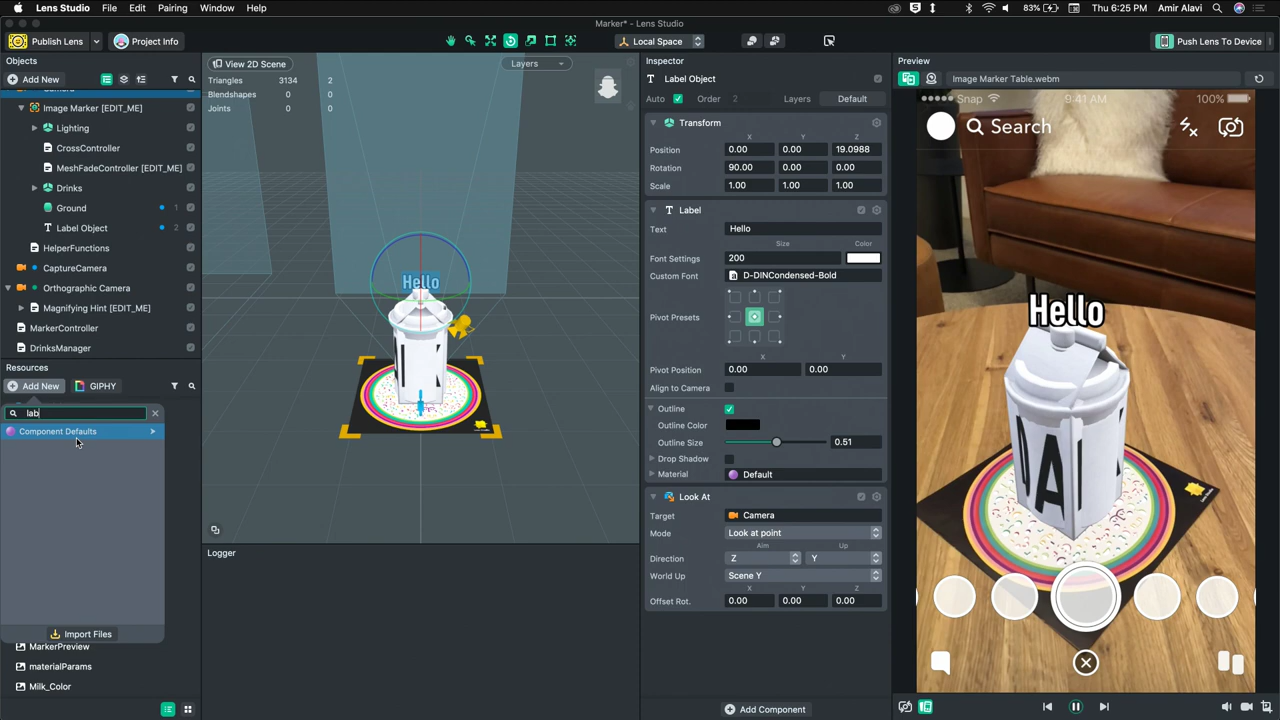 Lens Studio File Edit Pairing Window Help 5 83% Thu 6:25 PM Amir Alavi
Marker* - Lens Studio
Publish Lens Project Info Local Space Push Lens To Device
Objects
Add New
Image Marker [EDIT_ME]
Lighting
CrossController
MeshFadeController [EDIT_ME]
Drinks
Ground 1
Label Object 2
HelperFunctions
CaptureCamera
Orthographic Camera
Magnifying Hint [EDIT_ME]
MarkerController
DrinksManager
Resources
Add New GIPHY
lab
Component Defaults
Import Files
MarkerPreview
materialParams
Milk_Color
View 2D Scene Layers
Triangles 3134 2
Blendshapes 0 0
Joints 0 0
Hello
Logger
Inspector
Label Object
Auto Order 2 Layers Default
Transform
X Y Z
Position 0.00 0.00 19.0988
Rotation 90.00 0.00 0.00
Scale 1.00 1.00 1.00
Label
Text Hello
Size Color
Font Settings 200
Custom Font D-DINCondensed-Bold
Pivot Presets
X Y
Pivot Position 0.00 0.00
Align to Camera
Outline
Outline Color
Outline Size 0.51
Drop Shadow
Material Default
Look At
Target Camera
Mode Look at point
Aim Up
Direction Z Y
World Up Scene Y
X Y Z
Offset Rot. 0.00 0.00 0.00
Add Component
Preview
Image Marker Table.webm
Snap 9:41 AM 100%
Search
Hello